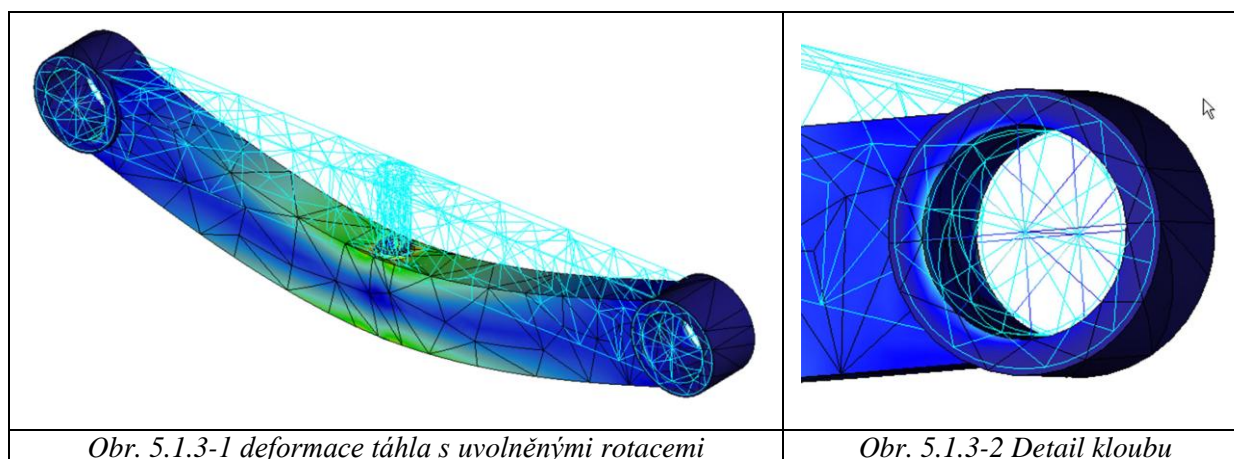 Obr. 5.1.3-1 deformace táhla s uvolněnými rotacemi
Obr. 5.1.3-2 Detail kloubu